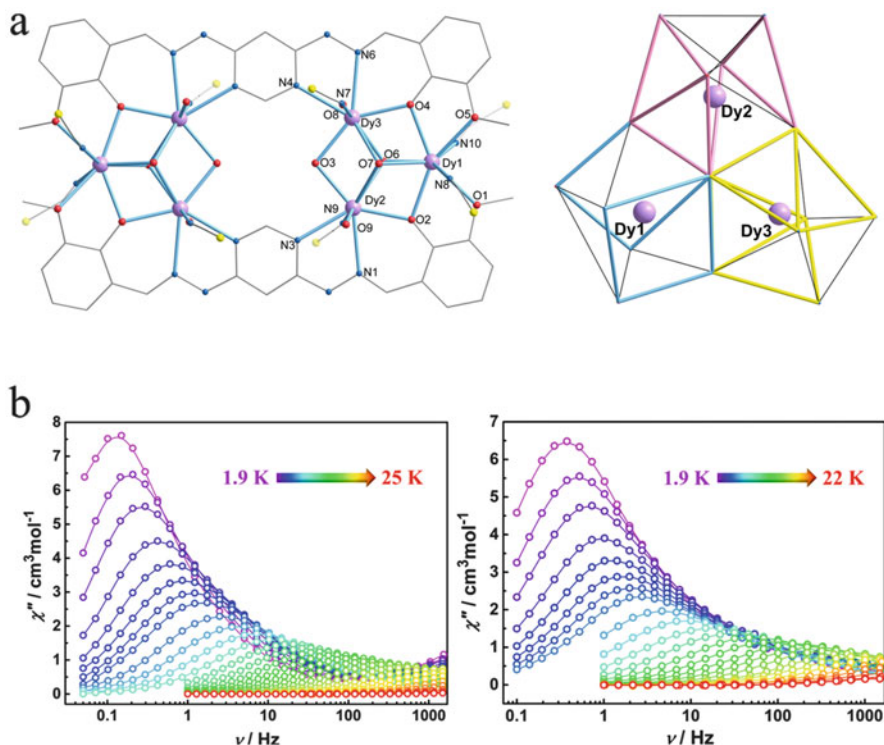 a
N6
N4
N7
O8
O4
O5
Dy3
N10
O6
O3
O7
Dy1
N8
O1
N9
Dy2
O2
O9
N3
N1
Dy2
Dy1
Dy3
b
8
7
6
5
4
3
2
1
0
χ″ / cm³mol⁻¹
1.9 K
25 K
0.1
1
10
100
1000
ν / Hz
7
6
5
4
3
2
1
0
χ″ / cm³mol⁻¹
1.9 K
22 K
0.1
1
10
100
1000
ν / Hz